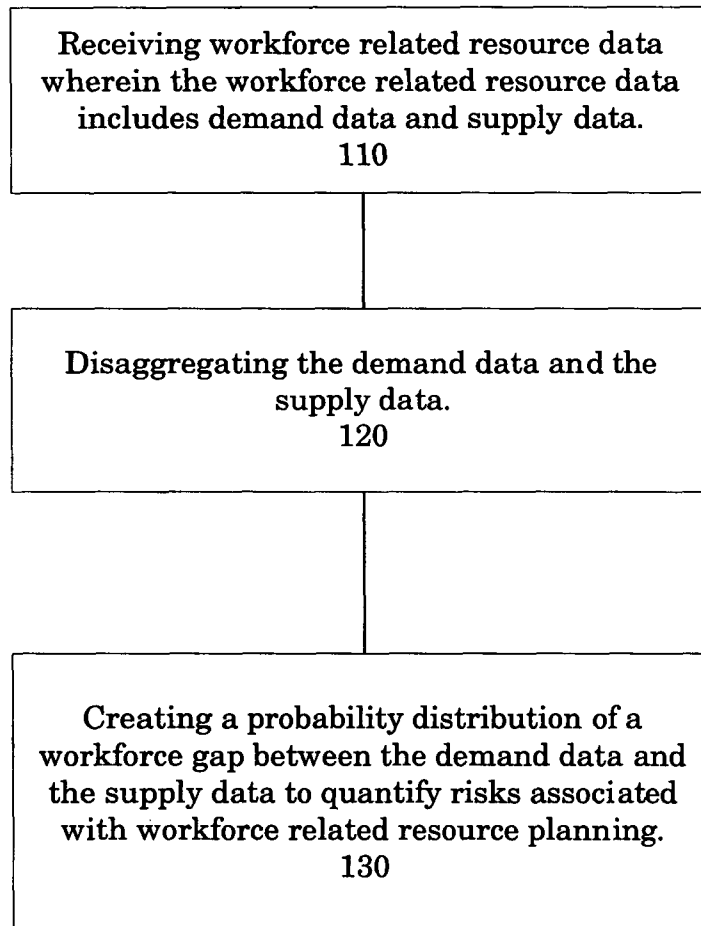 Receiving workforce related resource data
wherein the workforce related resource data
includes demand data and supply data.
110
Disaggregating the demand data and the
supply data.
120
Creating a probability distribution of a
workforce gap between the demand data and
the supply data to quantify risks associated
with workforce related resource planning.
130